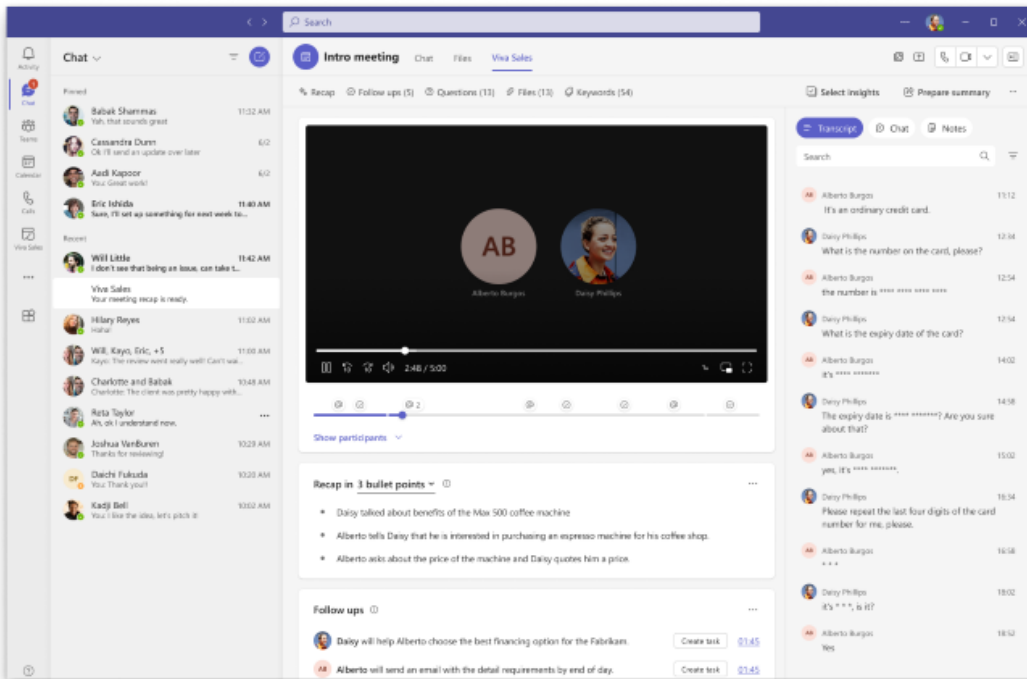 Search
Activity
Chat
Teams
Calendar
Calls
Viva Sales
Chat
Pinned
Babak Shammas 11:52 AM
Yah, that sounds great
Cassandra Dunn 6/2
Ok I'll send an update over later
Aadi Kapoor 6/2
You: Great work!
Eric Ishida 11:40 AM
Sure, I'll set up something for next week to...
Recent
Will Little 11:42 AM
I don't see that being an issue, can take t...
Viva Sales
Your meeting recap is ready.
Hilary Reyes 11:02 AM
Haha!
Will, Kayo, Eric, +5 11:00 AM
Kayo: The review went really well! Can't wai...
Charlotte and Babak 10:48 AM
Charlotte: The client was pretty happy with...
Reta Taylor
Ah, ok I understand now.
Joshua VanBuren 10:29 AM
Thanks for reviewing!
DF
Daichi Fukuda 10:20 AM
You: Thank you!!
Kadji Bell 10:02 AM
You: I like the idea, let's pitch it!
Intro meeting Chat Files Viva Sales
Recap Follow ups (5) Questions (13) Files (13) Keywords (54)
Select insights Prepare summary
AB
Alberto Burgos Daisy Phillips
2:48 / 5:00
2
Show participants
Recap in 3 bullet points
Daisy talked about benefits of the Max 500 coffee machine
Alberto tells Daisy that he is interested in purchasing an espresso machine for his coffee shop.
Alberto asks about the price of the machine and Daisy quotes him a price.
Follow ups
Daisy will help Alberto choose the best financing option for the Fabrikam. Create task 01:45
AB Alberto will send an email with the detail requirements by end of day. Create task 01:45
Transcript Chat Notes
Search
AB Alberto Burgos 11:12
It's an ordinary credit card.
Daisy Phillips 12:34
What is the number on the card, please?
AB Alberto Burgos 12:54
the number is **** **** **** ****
Daisy Phillips 12:54
What is the expiry date of the card?
AB Alberto Burgos 14:02
it's **** *******
Daisy Phillips 14:58
The expiry date is **** *******? Are you sure
about that?
AB Alberto Burgos 15:02
yes, it's **** *******.
Daisy Phillips 16:34
Please repeat the last four digits of the card
number for me, please.
AB Alberto Burgos 16:58
* * *
Daisy Phillips 18:02
it's * * *, is it?
AB Alberto Burgos 18:52
Yes